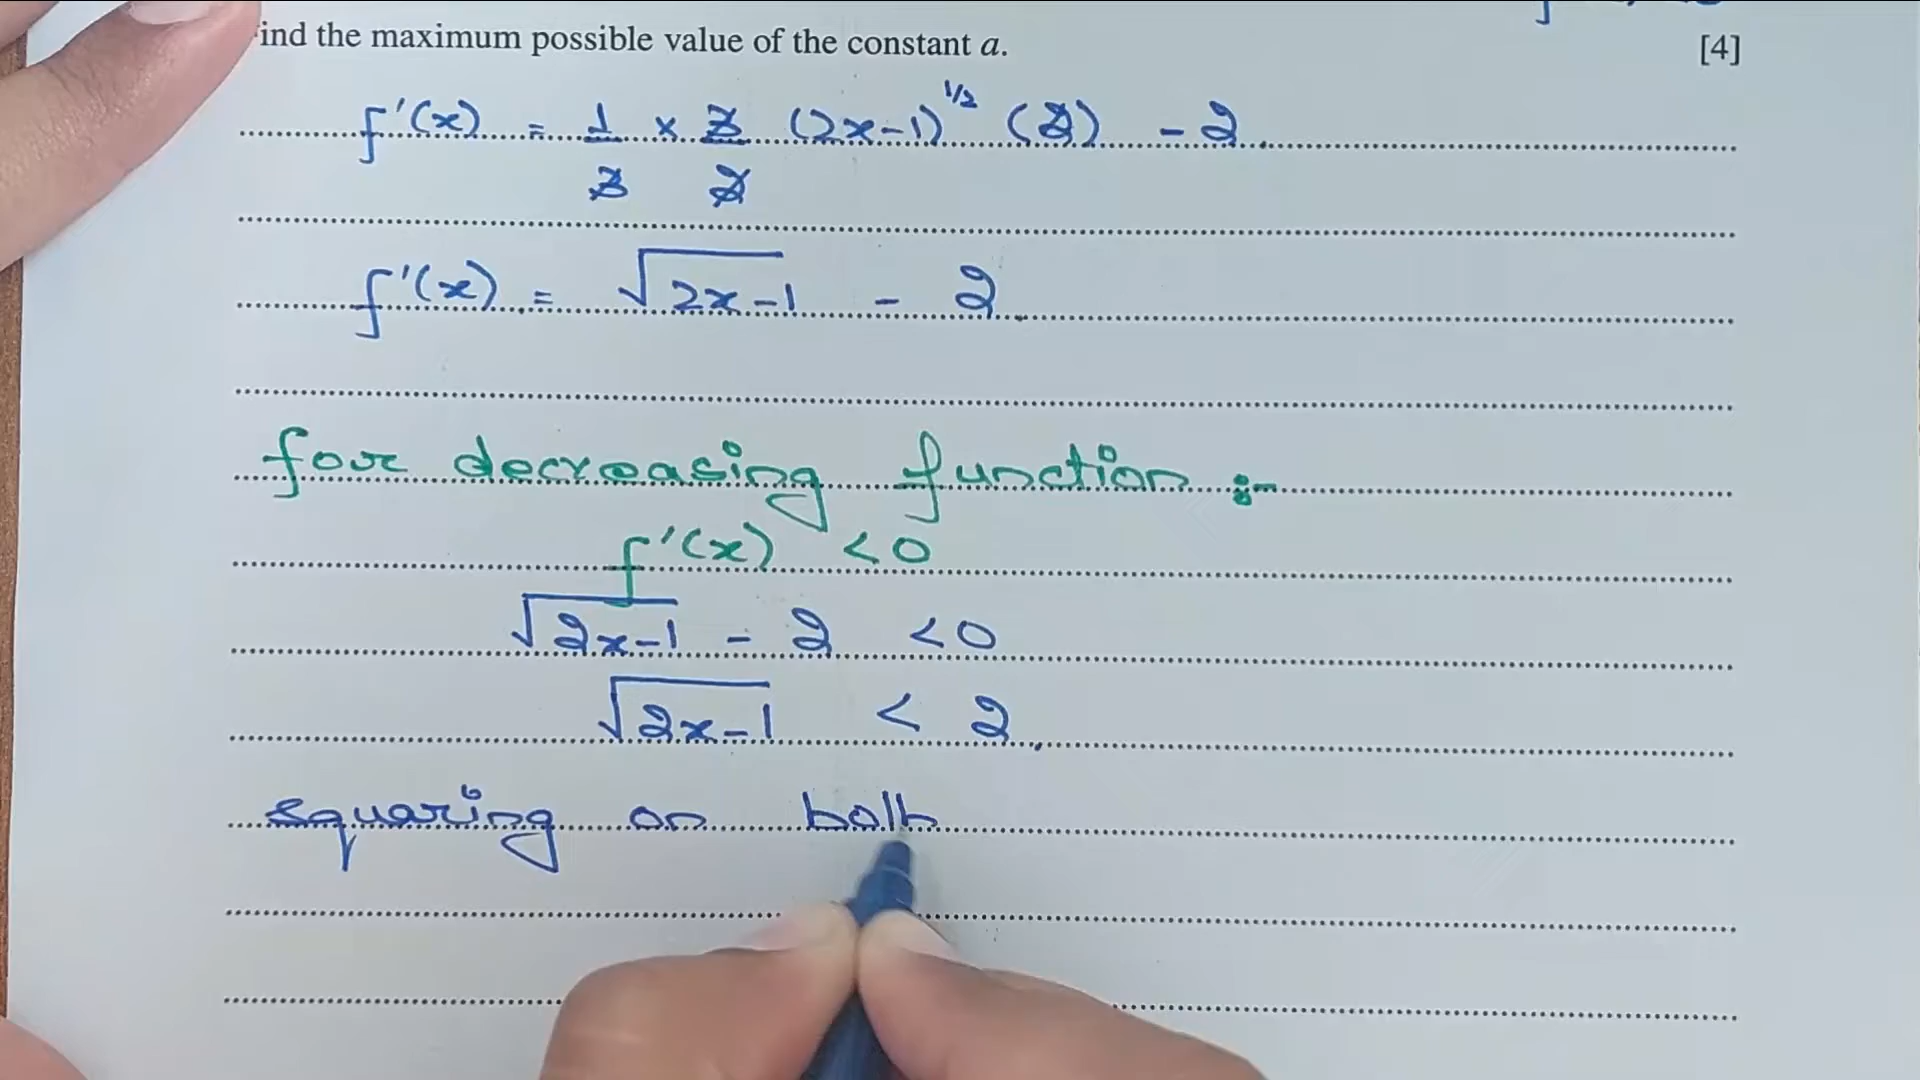 ind the maximum possible value of the constant a. [4]
f'(x) = 1/3 × 3/2 (2x-1)^1/2 (2) - 2
f'(x) = √2x-1 - 2
for decreasing function :-
f'(x) < 0
√2x-1 - 2 < 0
√2x-1 < 2
squaring on both